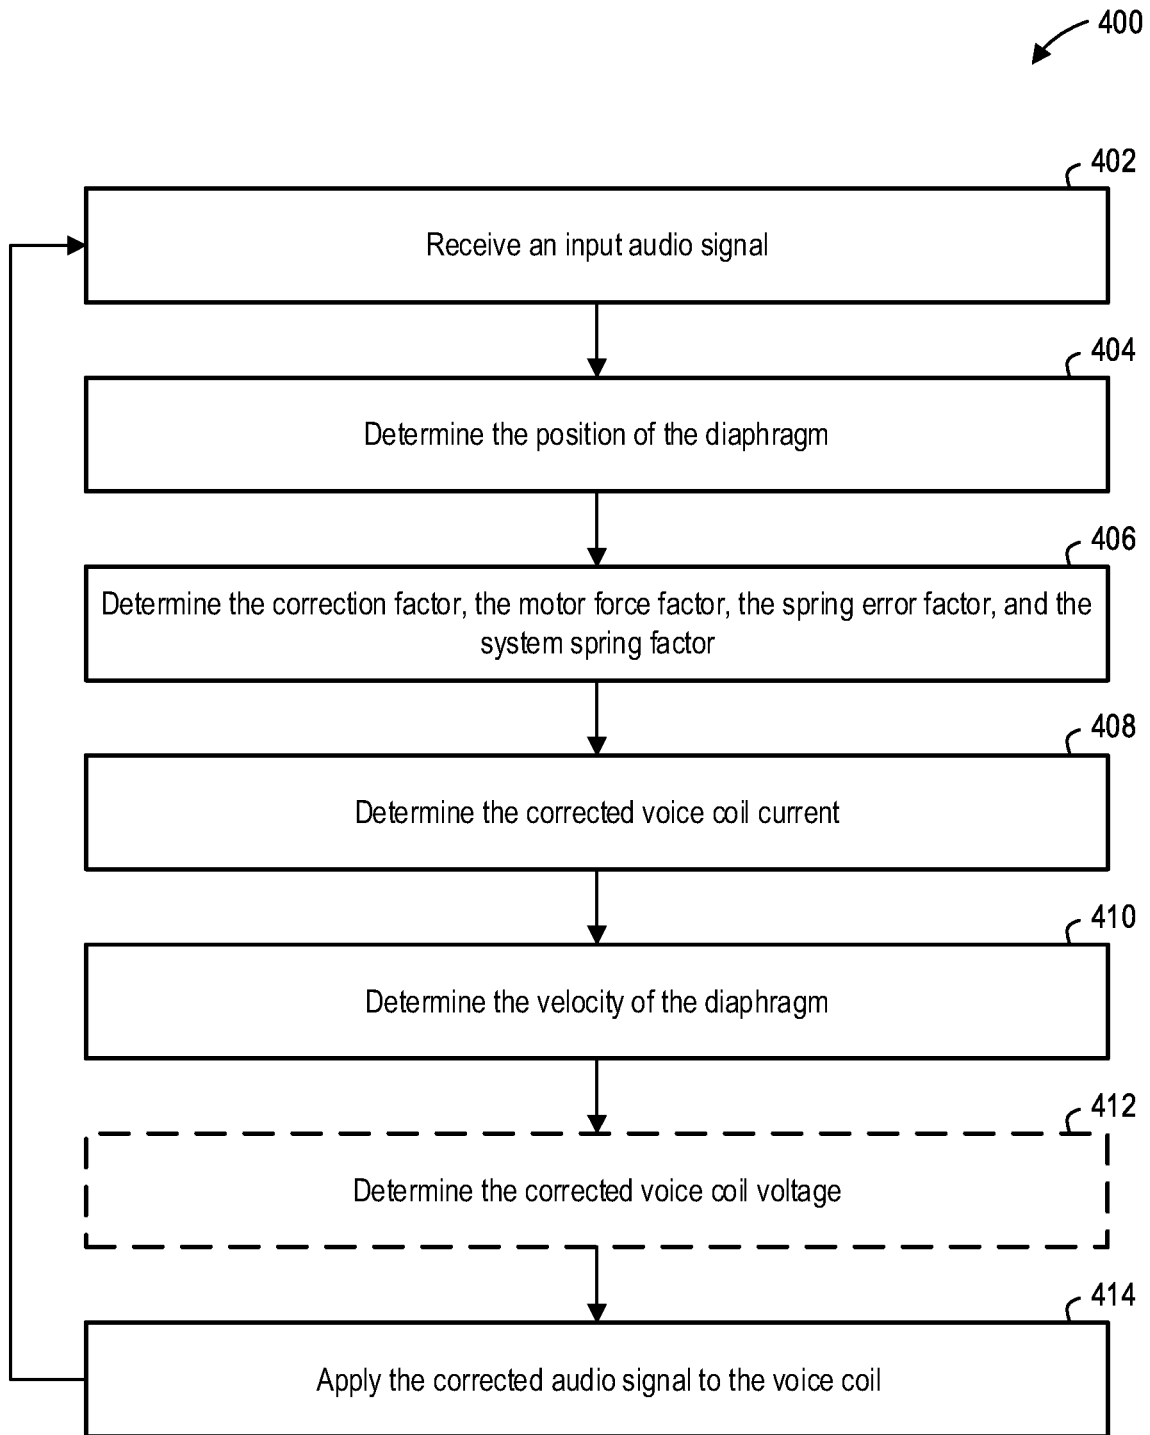 400
402
Receive an input audio signal
404
Determine the position of the diaphragm
406
Determine the correction factor, the motor force factor, the spring error factor, and the
system spring factor
408
Determine the corrected voice coil current
410
Determine the velocity of the diaphragm
412
Determine the corrected voice coil voltage
414
Apply the corrected audio signal to the voice coil